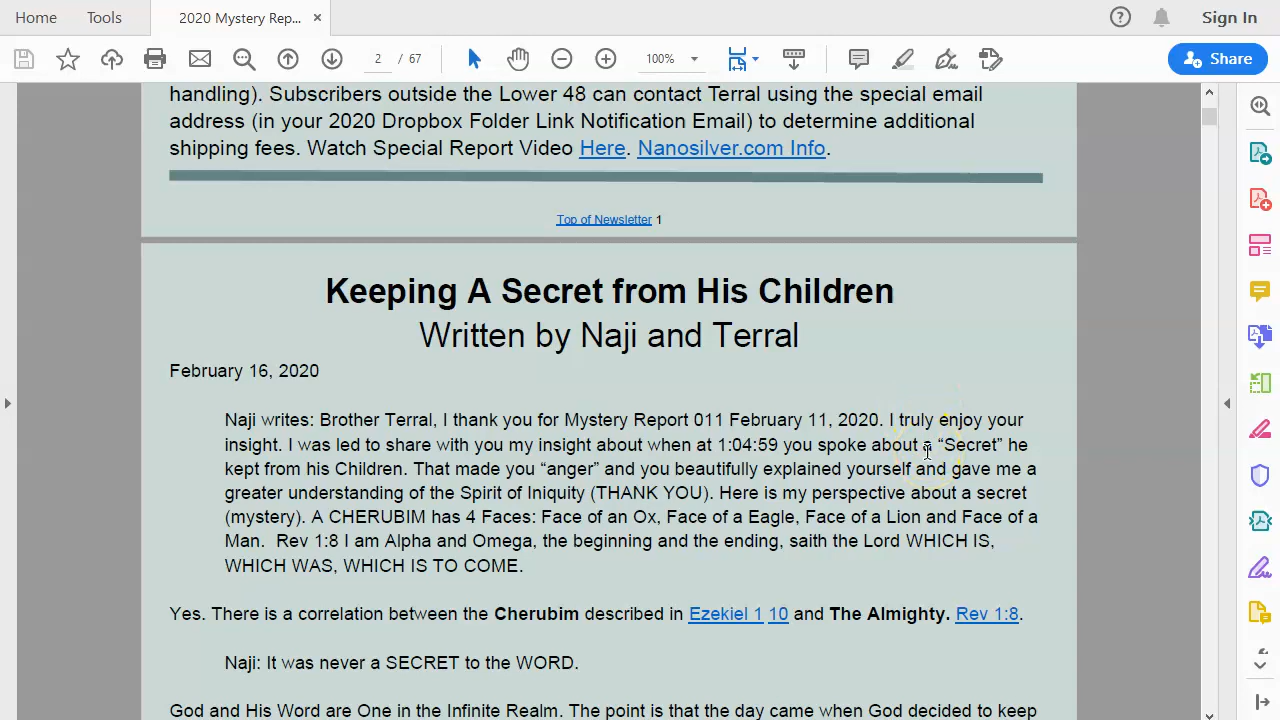 Home Tools 2020 Mystery Rep... × Sign In
2 / 67 100% Share
handling). Subscribers outside the Lower 48 can contact Terral using the special email
address (in your 2020 Dropbox Folder Link Notification Email) to determine additional
shipping fees. Watch Special Report Video Here. Nanosilver.com Info.
Top of Newsletter 1
Keeping A Secret from His Children
Written by Naji and Terral
February 16, 2020
Naji writes: Brother Terral, I thank you for Mystery Report 011 February 11, 2020. I truly enjoy your
insight. I was led to share with you my insight about when at 1:04:59 you spoke about a “Secret” he
kept from his Children. That made you “anger” and you beautifully explained yourself and gave me a
greater understanding of the Spirit of Iniquity (THANK YOU). Here is my perspective about a secret
(mystery). A CHERUBIM has 4 Faces: Face of an Ox, Face of a Eagle, Face of a Lion and Face of a
Man. Rev 1:8 I am Alpha and Omega, the beginning and the ending, saith the Lord WHICH IS,
WHICH WAS, WHICH IS TO COME.
Yes. There is a correlation between the Cherubim described in Ezekiel 1 10 and The Almighty. Rev 1:8.
Naji: It was never a SECRET to the WORD.
God and His Word are One in the Infinite Realm. The point is that the day came when God decided to keep